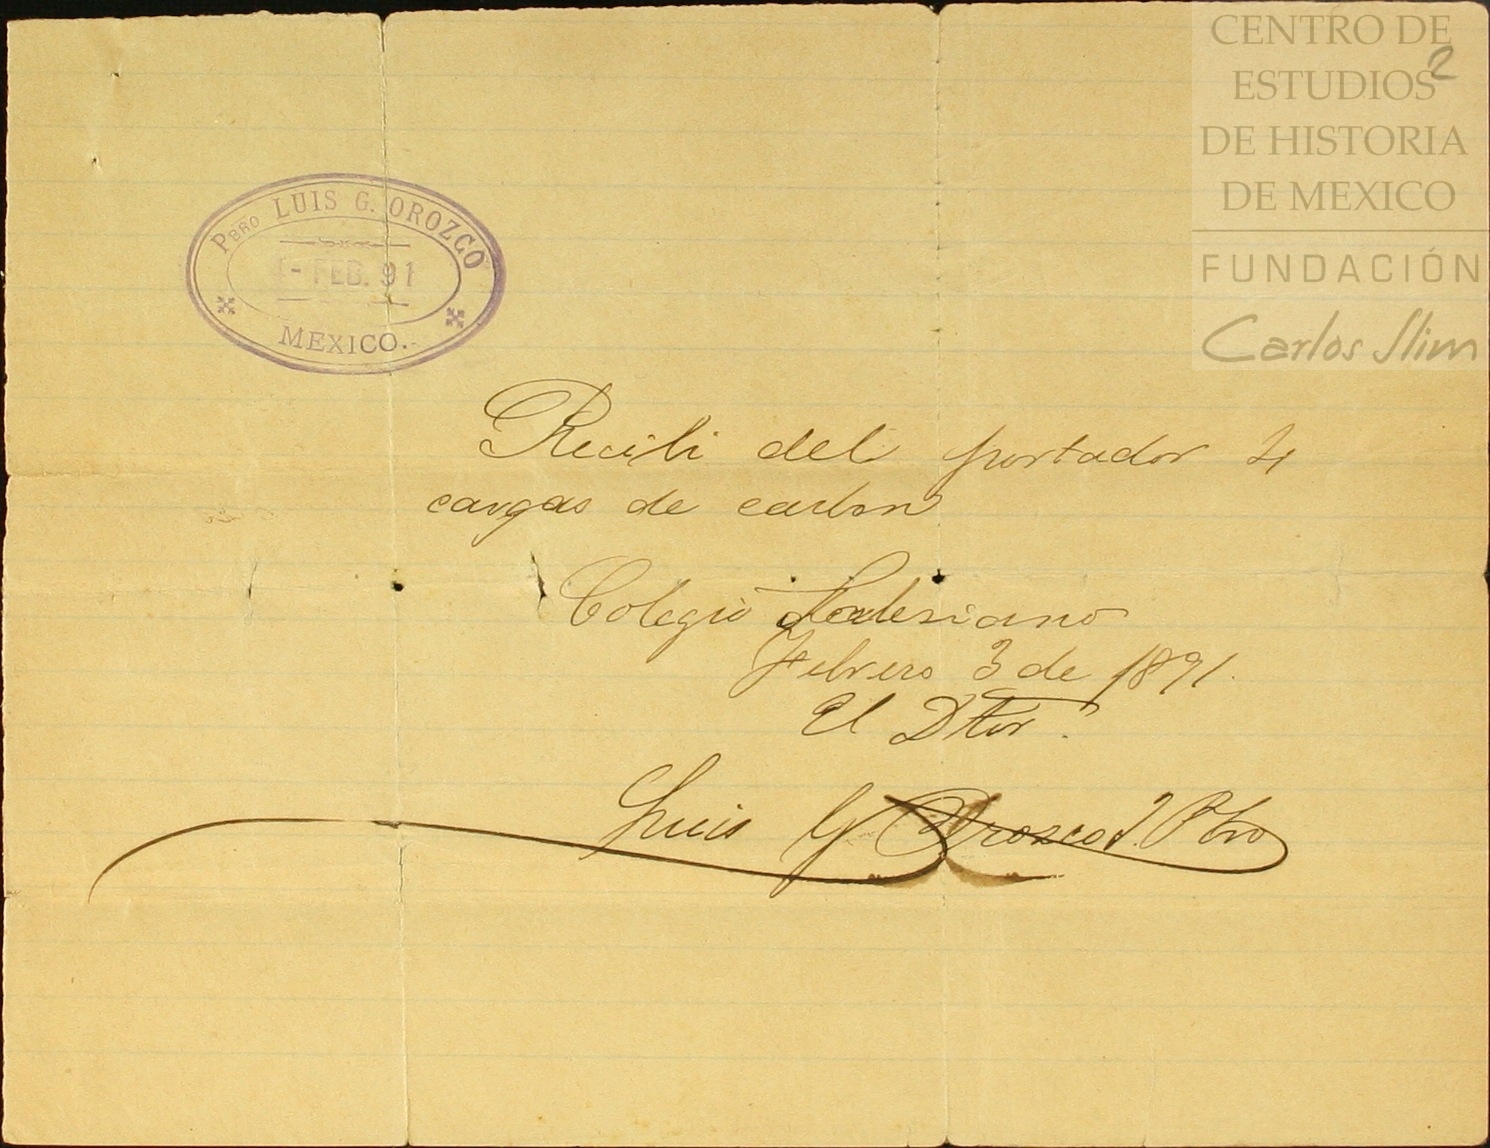 CENTRO DE
ESTUDIOS
2
DE HISTORIA
DE MEXICO
FUNDACIÓN
Carlos Slim
PBRO LUIS G. OROZCO
- FEB. 91
MEXICO.
Recibi del portador 4
cargas de carbon
Colegio Salesiano
Febrero 3 de 1891.
El Dtor.
Luis G Orozco Pbro